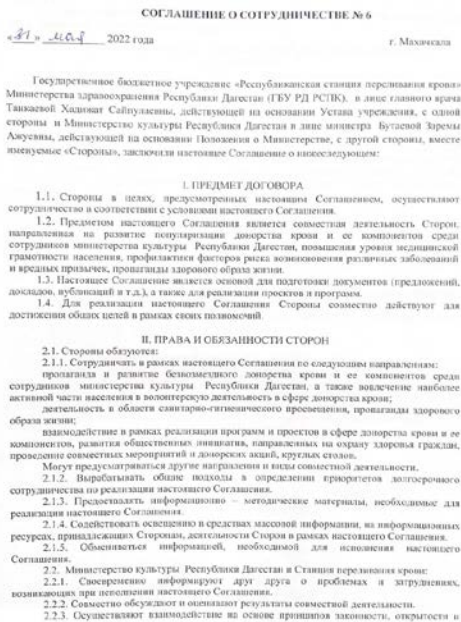 СОГЛАШЕНИЕ О СОТРУДНИЧЕСТВЕ № 6
«31» мая 2022 года г. Махачкала
Государственное бюджетное учреждение «Республиканская станция переливания крови»
Министерства здравоохранения Республики Дагестан (ГБУ РД РСПК), в лице главного врача
Танкаевой Хадижат Сайпулаевны, действующей на основании Устава учреждения, с одной
стороны и Министерство культуры Республики Дагестан в лице министра Бутаевой Заремы
Ажуевны, действующей на основании Положения о Министерстве, с другой стороны, вместе
именуемые «Стороны», заключили настоящее Соглашение о нижеследующем:
I. ПРЕДМЕТ ДОГОВОРА
1.1. Стороны в целях, предусмотренных настоящим Соглашением, осуществляют
сотрудничество в соответствии с условиями настоящего Соглашения.
1.2. Предметом настоящего Соглашения является совместная деятельность Сторон,
направленная на развитие популяризации донорства крови и ее компонентов среди
сотрудников министерства культуры Республики Дагестан, повышения уровня медицинской
грамотности населения, профилактики факторов риска возникновения различных заболеваний
и вредных привычек, пропаганды здорового образа жизни.
1.3. Настоящее Соглашение является основой для подготовки документов (предложений,
докладов, публикаций и т.д.), а также для реализации проектов и программ.
1.4. Для реализации настоящего Соглашения Стороны совместно действуют для
достижения общих целей в рамках своих полномочий.
II. ПРАВА И ОБЯЗАННОСТИ СТОРОН
2.1. Стороны обязуются:
2.1.1. Сотрудничать в рамках настоящего Соглашения по следующим направлениям:
пропаганда и развитие безвозмездного донорства крови и ее компонентов среди
сотрудников министерства культуры Республики Дагестан, а также вовлечение наиболее
активной части населения в волонтерскую деятельность в сфере донорства крови;
деятельность в области санитарно-гигиенического просвещения, пропаганды здорового
образа жизни;
взаимодействие в рамках реализации программ и проектов в сфере донорства крови и ее
компонентов, развития общественных инициатив, направленных на охрану здоровья граждан,
проведение совместных мероприятий и донорских акций, круглых столов.
Могут предусматриваться другие направления и виды совместной деятельности.
2.1.2. Вырабатывать общие подходы в определении приоритетов долгосрочного
сотрудничества по реализации настоящего Соглашения.
2.1.3. Предоставлять информационно – методические материалы, необходимые для
реализации настоящего Соглашения.
2.1.4. Содействовать освещению в средствах массовой информации, на информационных
ресурсах, принадлежащих Сторонам, деятельности Сторон в рамках настоящего Соглашения.
2.1.5. Обмениваться информацией, необходимой для исполнения настоящего
Соглашения.
2.2. Министерство культуры Республики Дагестан и Станция переливания крови:
2.2.1. Своевременно информируют друг друга о проблемах и затруднениях,
возникающих при исполнении настоящего Соглашения.
2.2.2. Совместно обсуждают и оценивают результаты совместной деятельности.
2.2.3. Осуществляют взаимодействие на основе принципов законности, открытости и